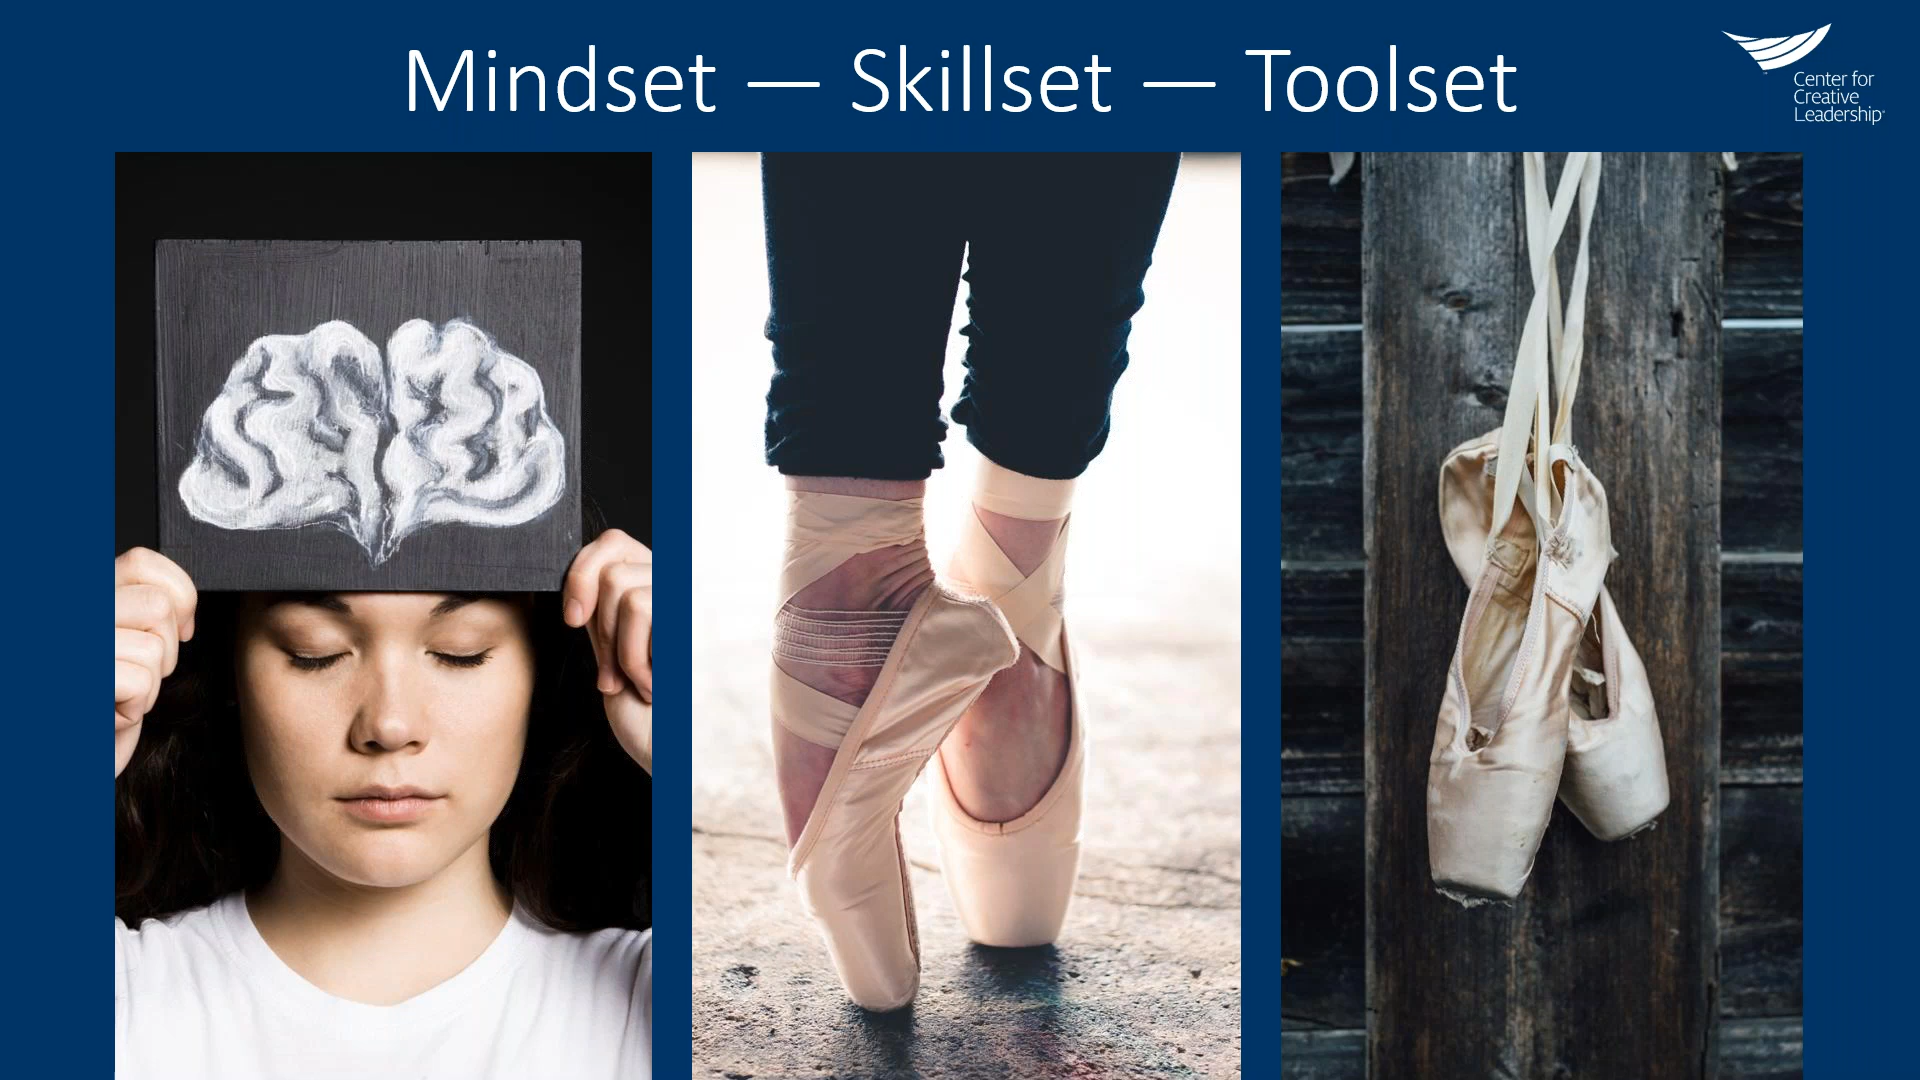 Mindset — Skillset — Toolset
Center for
Creative
Leadership